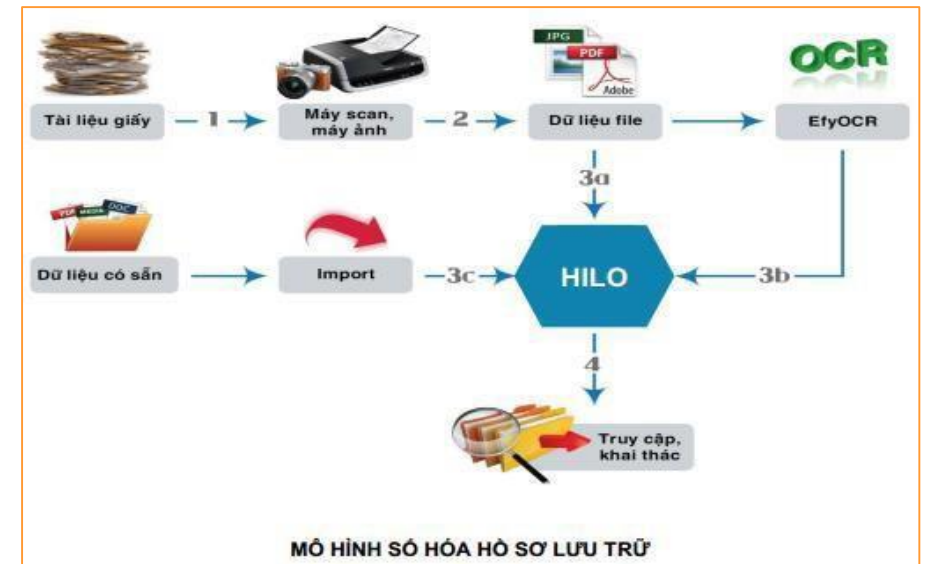 JPG
PDF
Adobe
OCR
Tài liệu giấy
1
Máy scan,
máy ảnh
2
Dữ liệu file
EfyOCR
3a
PDF
MEDIA
DOC
Dữ liệu có sẵn
Import
3c
HILO
3b
4
Truy cập,
khai thác
MÔ HÌNH SỐ HÓA HỒ SƠ LƯU TRỮ